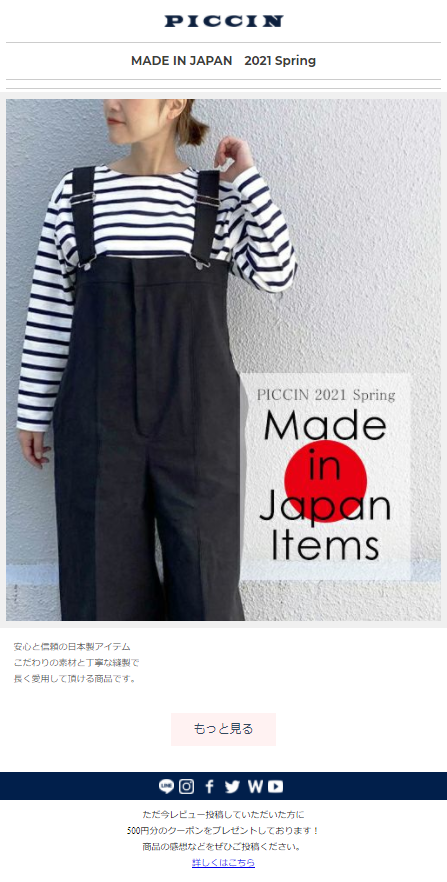 PICCIN
MADE IN JAPAN　2021 Spring
PICCIN 2021 Spring
Made
in
Japan
Items
安心と信頼の日本製アイテム
こだわりの素材と丁寧な縫製で
長く愛用して頂ける商品です。
もっと見る
LINE
W
ただ今レビュー投稿していただいた方に
500円分のクーポンをプレゼントしております！
商品の感想などをぜひご投稿ください。
詳しくはこちら